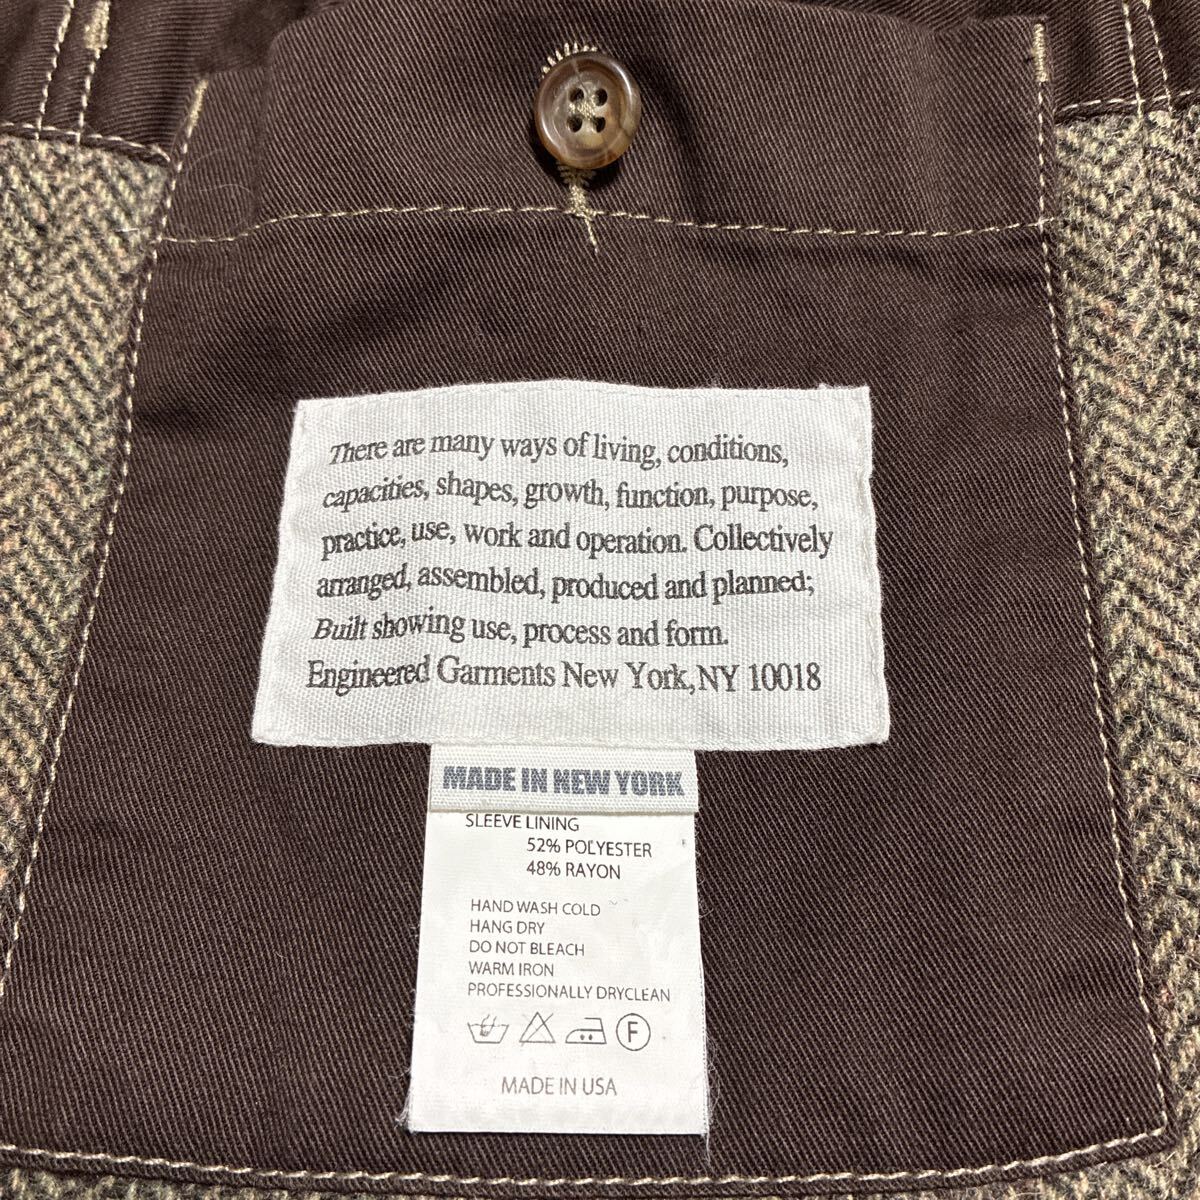 There are many ways of living, conditions,
capacities, shapes, growth, function, purpose,
practice, use, work and operation. Collectively
arranged, assembled, produced and planned;
Built showing use, process and form.
Engineered Garments New York, NY 10018
MADE IN NEW YORK
SLEEVE LINING
52% POLYESTER
48% RAYON
HAND WASH COLD
HANG DRY
DO NOT BLEACH
WARM IRON
PROFESSIONALLY DRYCLEAN
F
MADE IN USA